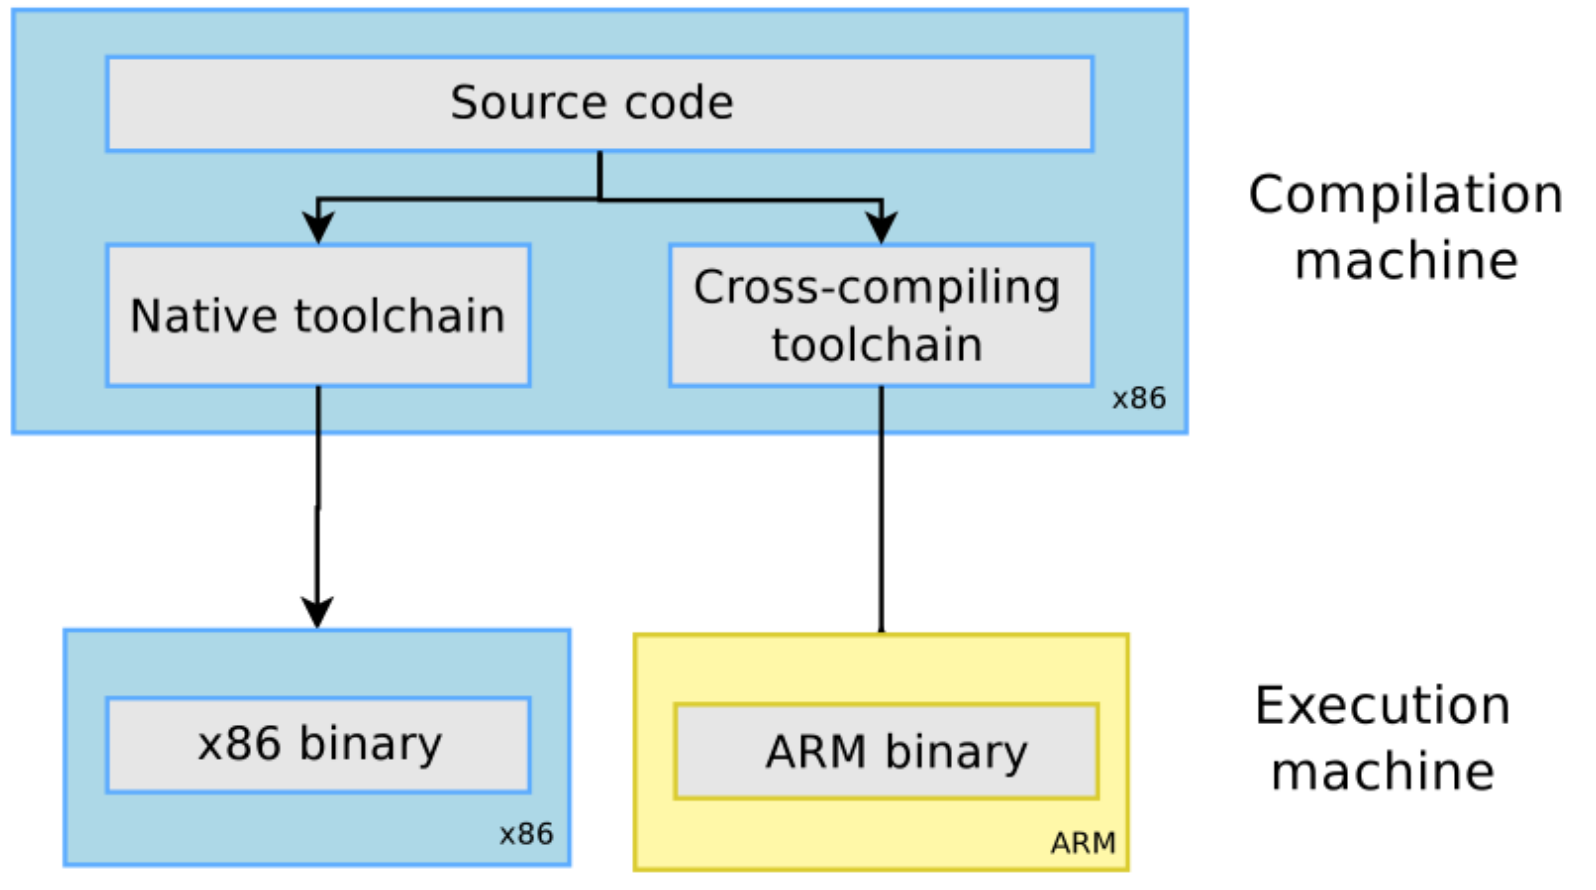 Source code
Native toolchain
Cross-compiling
toolchain
x86
Compilation
machine
x86 binary
x86
ARM binary
ARM
Execution
machine